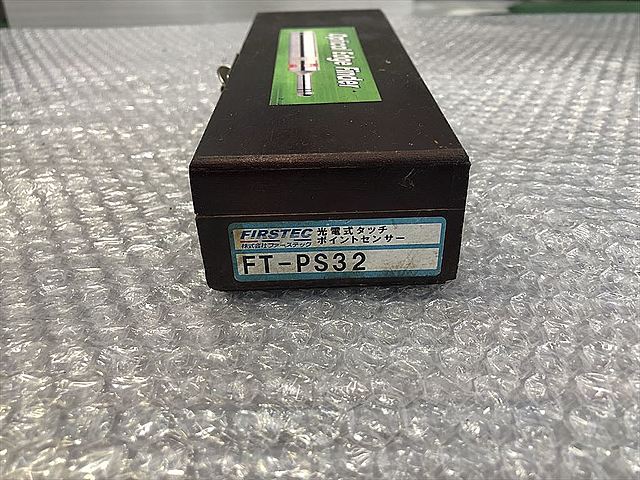 Optical Edge Finder
FIRSTEC 光電式タッチ
株式会社ファーステック ポイントセンサー
FT-PS32